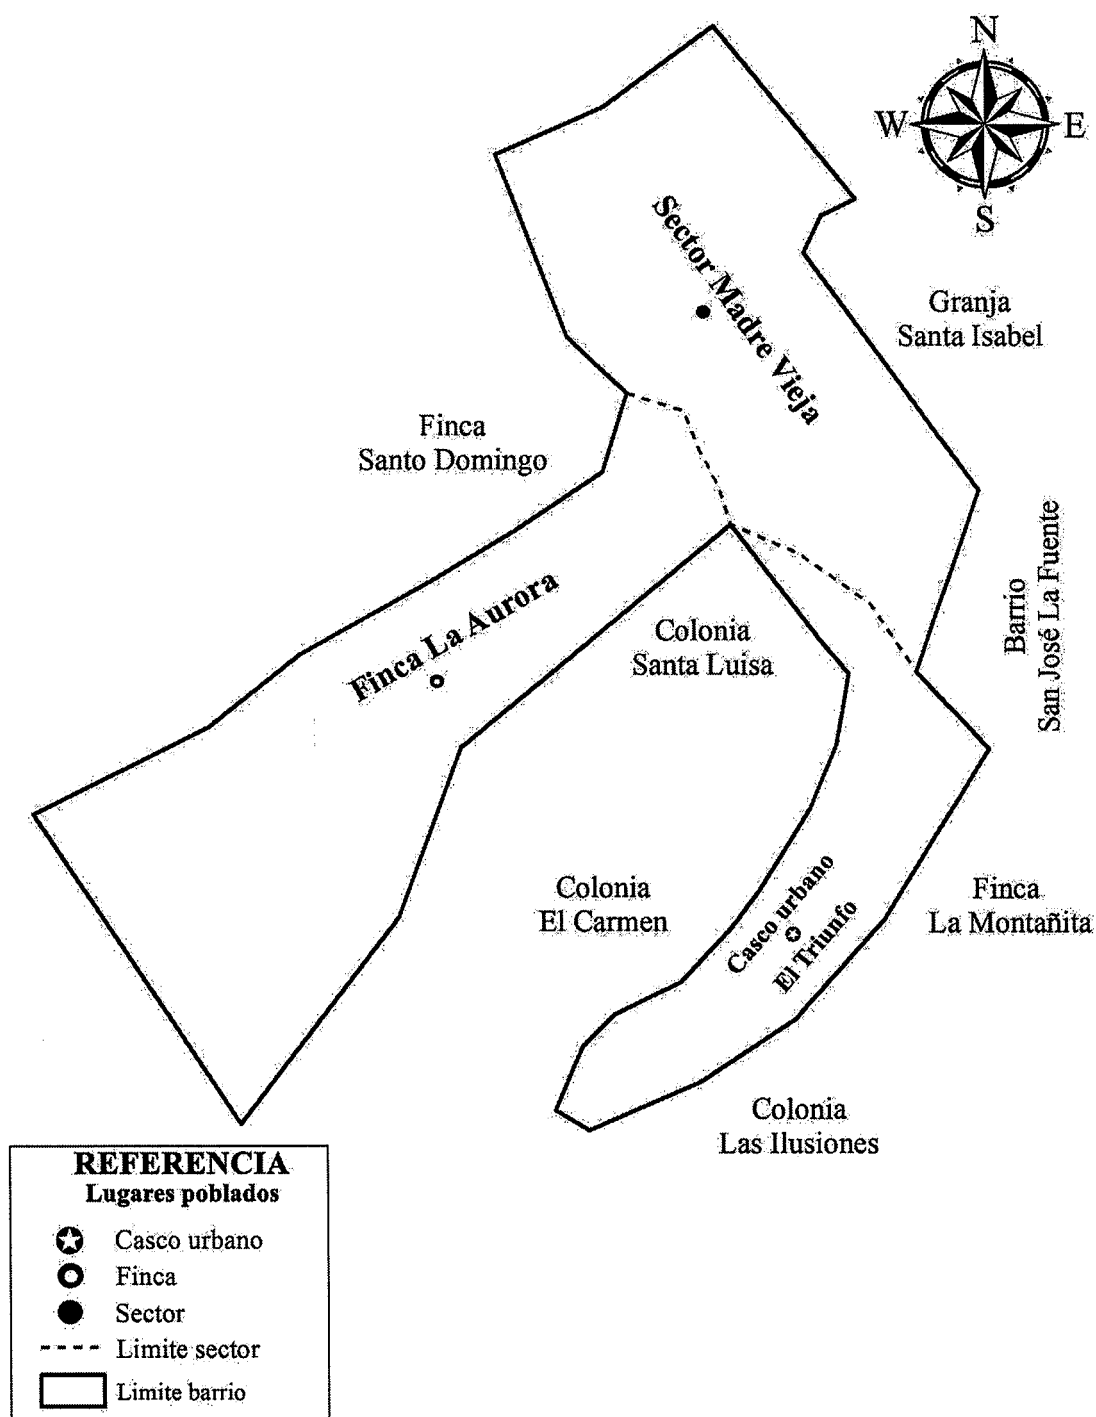 N
W
E
S
Sector Madre Vieja
Granja
Santa Isabel
Finca
Santo Domingo
Barrio
San José La Fuente
Finca La Aurora
Colonia
Santa Luisa
Colonia
El Carmen
Casco urbano
El Triunfo
Finca
La Montañita
Colonia
Las Ilusiones
REFERENCIA
Lugares poblados
Casco urbano
Finca
Sector
Limite sector
Limite barrio